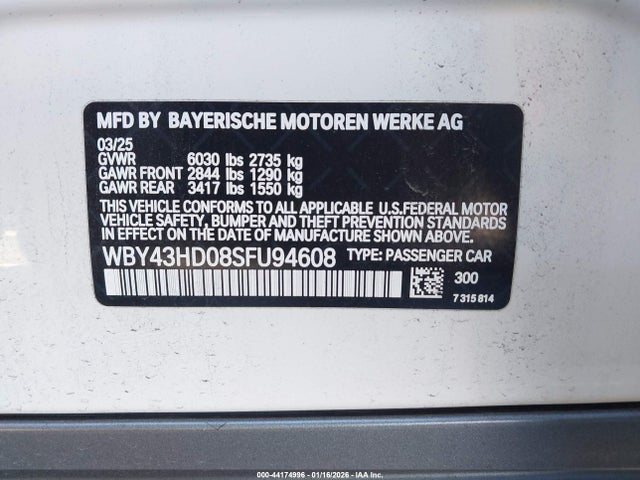 MFD BY BAYERISCHE MOTOREN WERKE AG
03/25
GVWR 6030 lbs 2735 kg
GAWR FRONT 2844 lbs 1290 kg
GAWR REAR 3417 lbs 1550 kg
THIS VEHICLE CONFORMS TO ALL APPLICABLE U.S.FEDERAL MOTOR
VEHICLE SAFETY, BUMPER AND THEFT PREVENTION STANDARDS
IN EFFECT ON THE DATE OF MANUFACTURE SHOWN ABOVE.
WBY43HD08SFU94608 TYPE: PASSENGER CAR
300
7 315 814
000-44174996 - 01/16/2026 - IAA Inc.